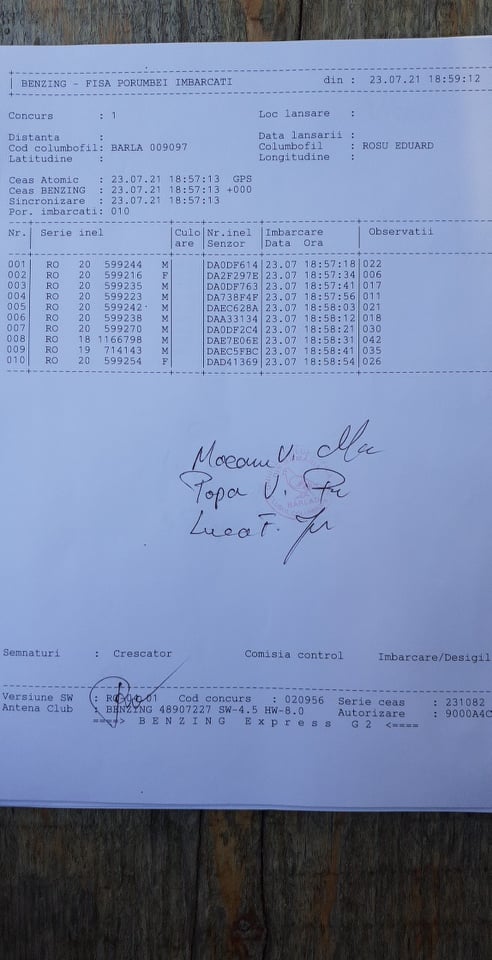 BENZING - FISA PORUMBEI IMBARCATI din : 23.07.21 18:59:12
Concurs : 1 Loc lansare :
Distanta : Data lansarii :
Cod columbofil: BARLA 009097 Columbofil : ROSU EDUARD
Latitudine : Longitudine :
Ceas Atomic : 23.07.21 18:57:13 GPS
Ceas BENZING : 23.07.21 18:57:13 +000
Sincronizare : 23.07.21 18:57:13
Por. imbarcati: 010
Nr. Serie inel Culo Nr.inel Imbarcare Observatii
are Senzor Data Ora
001 RO 20 599244 M DA0DF614 23.07 18:57:18 022
002 RO 20 599216 F DA2F297E 23.07 18:57:34 006
003 RO 20 599235 M DA0DF763 23.07 18:57:41 017
004 RO 20 599223 M DA738F4F 23.07 18:57:56 011
005 RO 20 599242 M DAEC628A 23.07 18:58:03 021
006 RO 20 599238 M DAA33134 23.07 18:58:12 018
007 RO 20 599270 M DA0DF2C4 23.07 18:58:21 030
008 RO 18 1166798 M DAE7E06E 23.07 18:58:31 042
009 RO 19 714143 M DAEC5FBC 23.07 18:58:41 035
010 RO 20 599254 F DAD41369 23.07 18:58:54 026
V.
Popa V.
Luca F.
Semnaturi : Crescator Comisia control Imbarcare/Desigil
Versiune SW : Cod concurs : 020956 Serie ceas : 231082
Antena Club : BENZING 48907227 SW-4.5 HW-8.0 Autorizare : 9000A4C
====> B E N Z I N G E x p r e s s G 2 <====